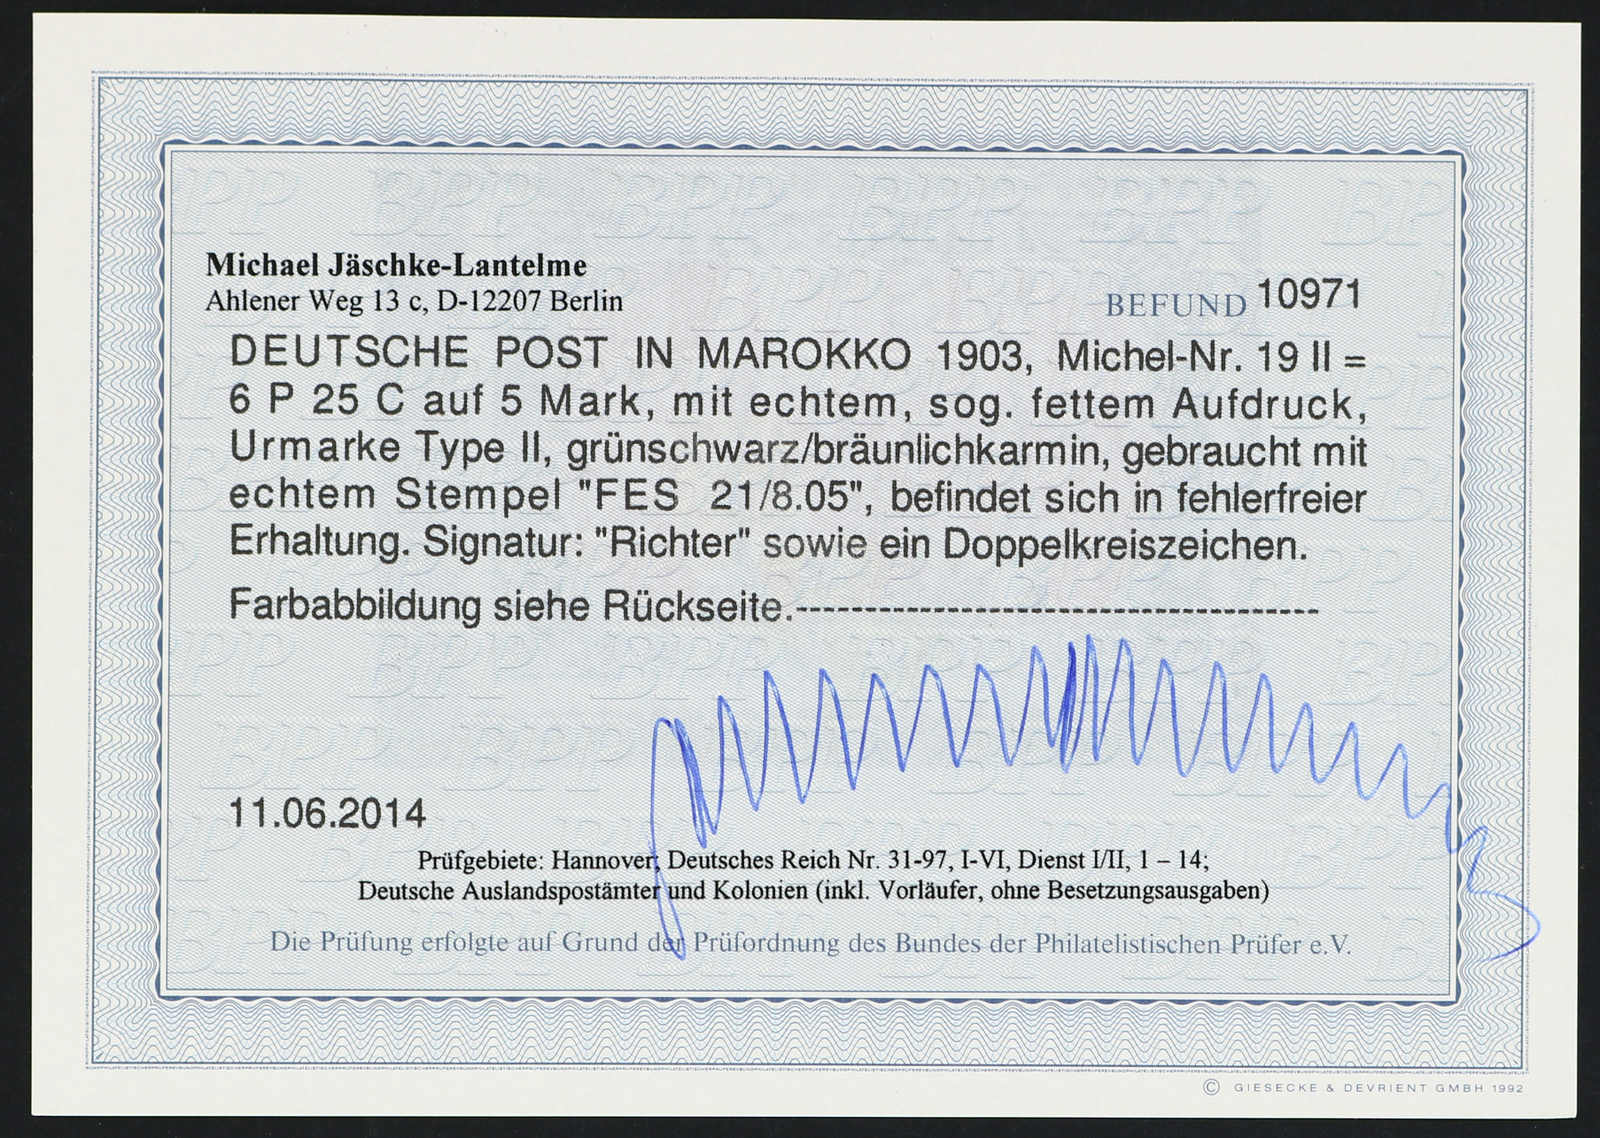 Michael Jäschke-Lantelme
Ahlener Weg 13 c, D-12207 Berlin
BEFUND 10971
DEUTSCHE POST IN MAROKKO 1903, Michel-Nr. 19 II =
6 P 25 C auf 5 Mark, mit echtem, sog. fettem Aufdruck,
Urmarke Type II, grünschwarz/bräunlichkarmin, gebraucht mit
echtem Stempel "FES 21/8.05", befindet sich in fehlerfreier
Erhaltung. Signatur: "Richter" sowie ein Doppelkreiszeichen.
Farbabbildung siehe Rückseite.--------------------------------------
11.06.2014
Prüfgebiete: Hannover, Deutsches Reich Nr. 31-97, I-VI, Dienst I/II, 1 – 14;
Deutsche Auslandspostämter und Kolonien (inkl. Vorläufer, ohne Besetzungsausgaben)
Die Prüfung erfolgte auf Grund der Prüfordnung des Bundes der Philatelistischen Prüfer e.V.
© GIESECKE & DEVRIENT GMBH 1992